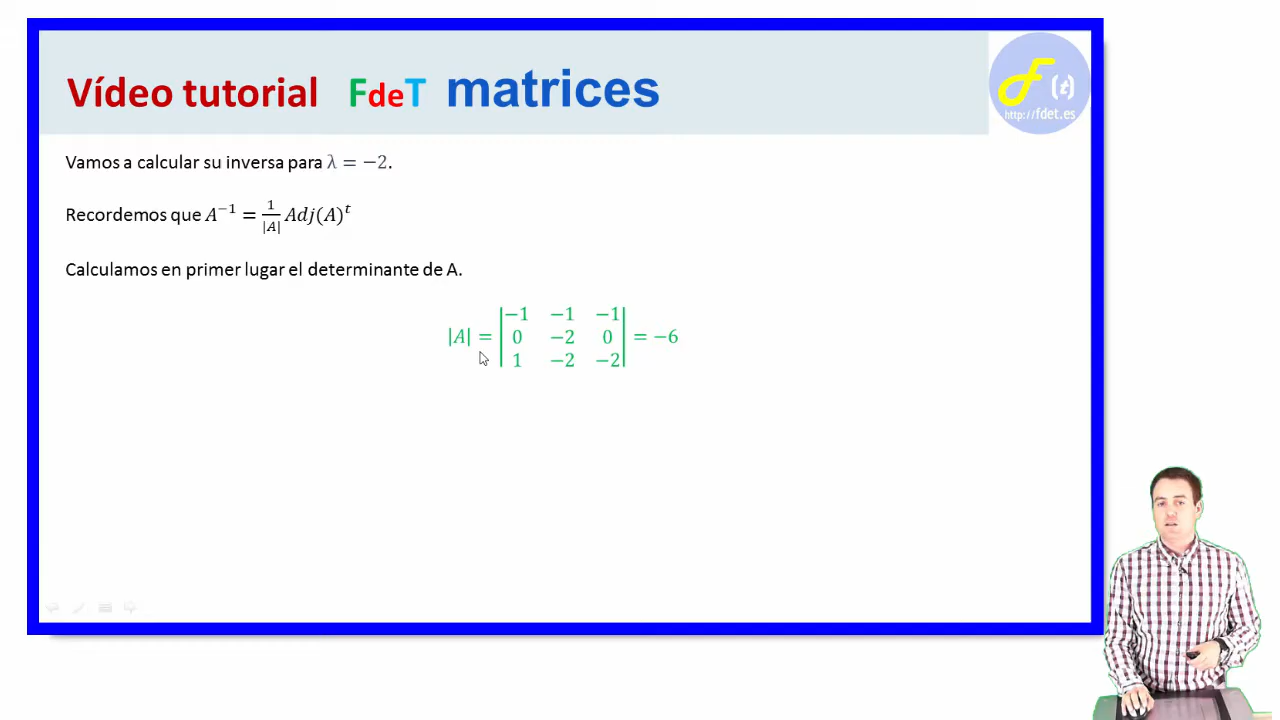 Vídeo tutorial FdeT matrices
F(t)
http://fdet.es
Vamos a calcular su inversa para λ = −2.
Recordemos que A⁻¹ = 1/|A| Adj(A)ᵗ
Calculamos en primer lugar el determinante de A.
−1 −1 −1
|A| = 0 −2 0 = −6
1 −2 −2